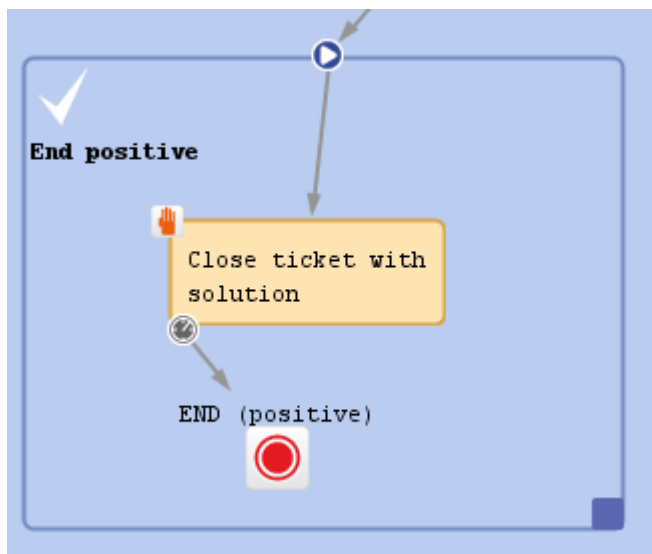 End positive
Close ticket with
solution
END (positive)